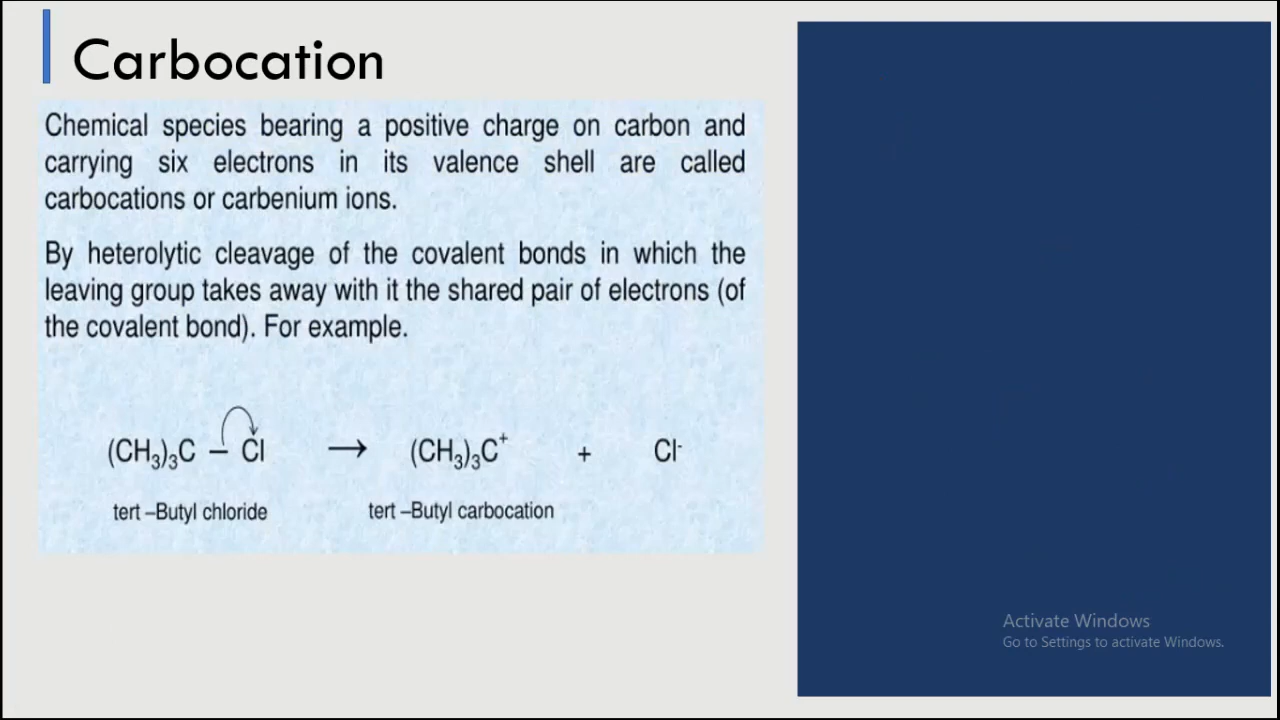 Carbocation
Chemical species bearing a positive charge on carbon and
carrying six electrons in its valence shell are called
carbocations or carbenium ions.
By heterolytic cleavage of the covalent bonds in which the
leaving group takes away with it the shared pair of electrons (of
the covalent bond). For example.
(CH₃)₃C – Cl → (CH₃)₃C⁺ + Cl⁻
tert –Butyl chloride tert –Butyl carbocation
Activate Windows
Go to Settings to activate Windows.